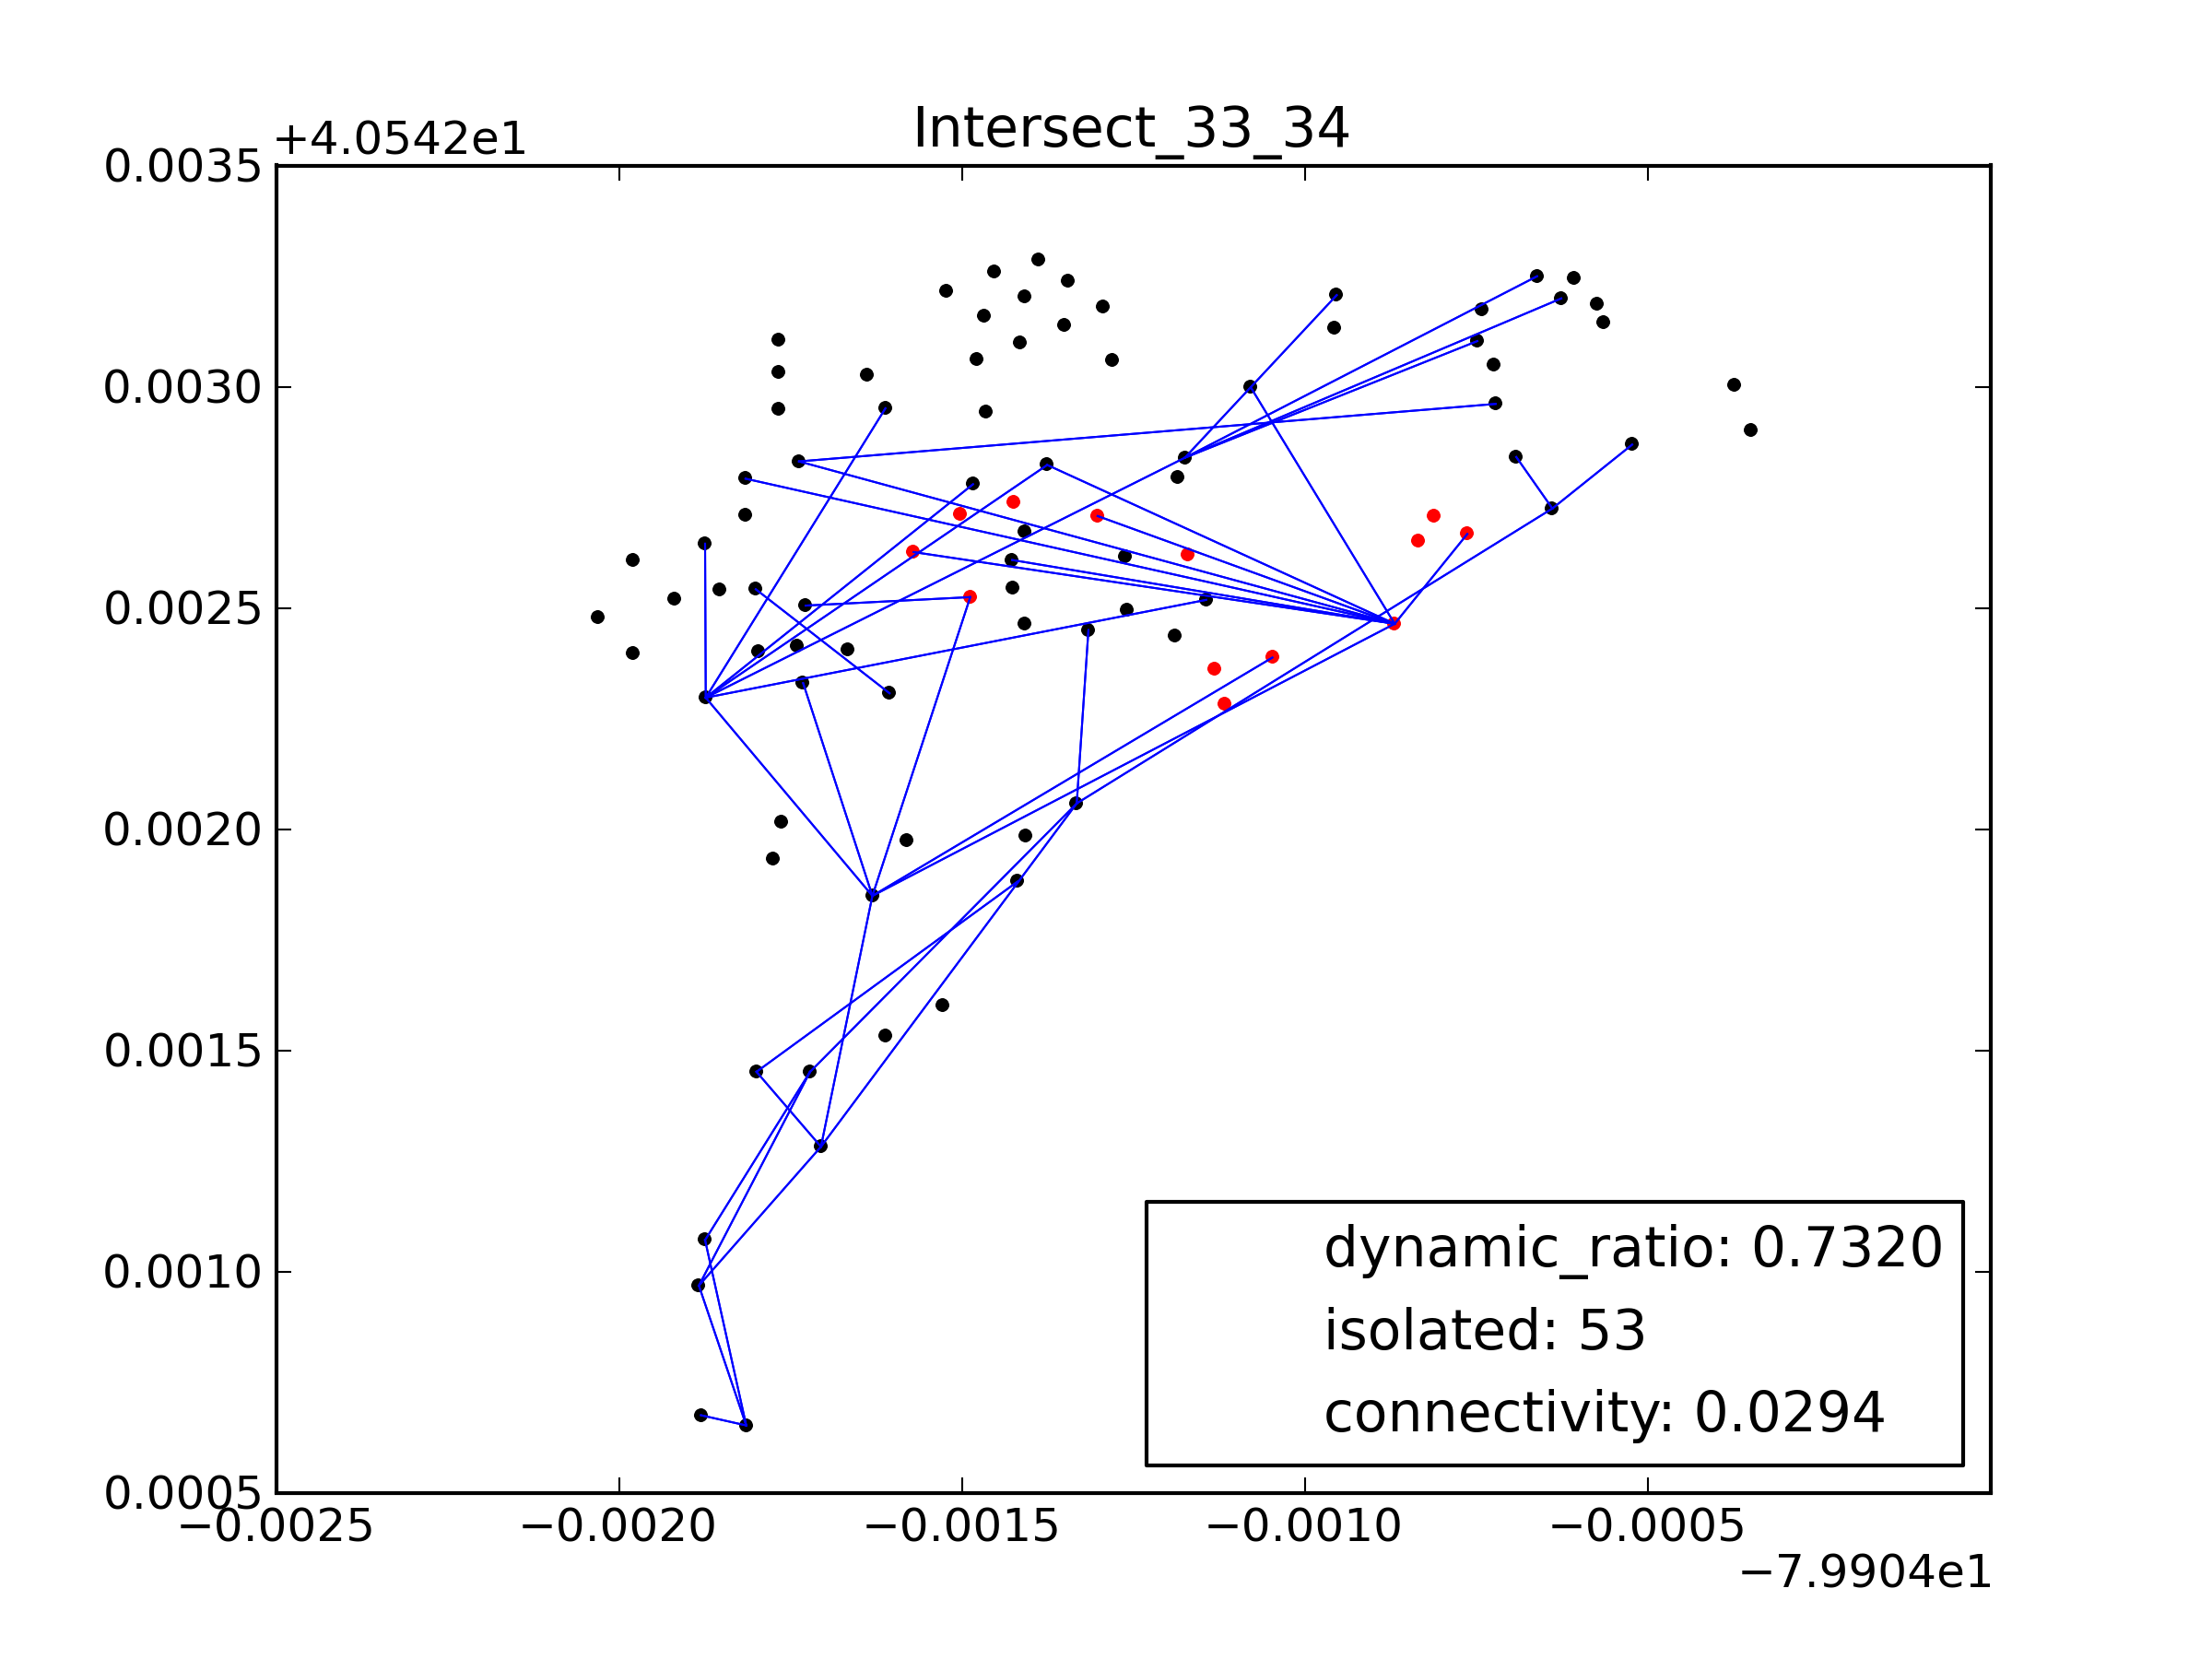 Intersect_33_34
+4.0542e1
0.0035
0.0030
0.0025
0.0020
0.0015
0.0010
0.0005
dynamic_ratio: 0.7320
isolated: 53
connectivity: 0.0294
−0.0025 −0.0020 −0.0015 −0.0010 −0.0005
−7.9904e1